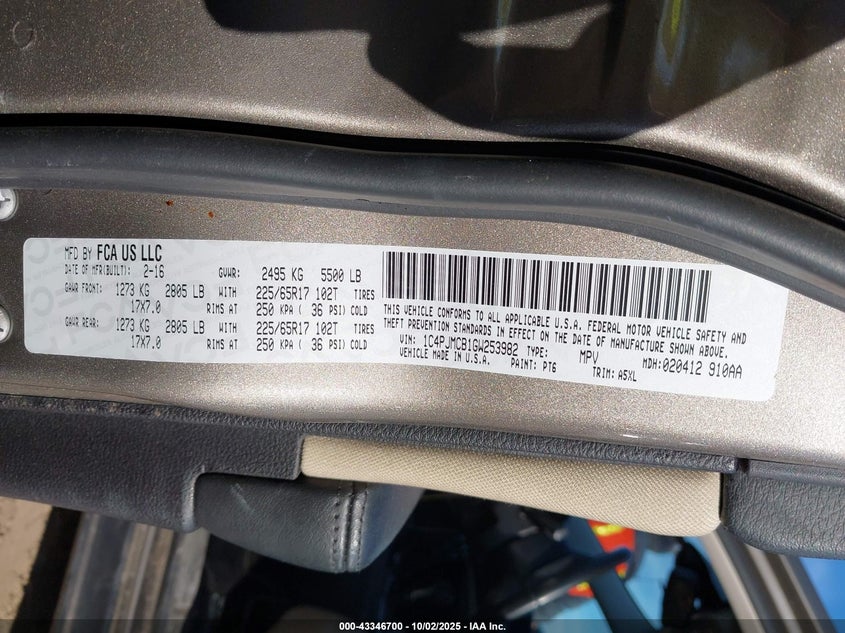 MFD BY FCA US LLC
DATE OF MFR(BUILT): 2-16 GVWR: 2495 KG 5500 LB
GAWR FRONT: 1273 KG 2805 LB WITH 225/65R17 102T TIRES
17X7.0 RIMS AT 250 KPA ( 36 PSI) COLD
GAWR REAR: 1273 KG 2805 LB WITH 225/65R17 102T TIRES
17X7.0 RIMS AT 250 KPA ( 36 PSI) COLD
THIS VEHICLE CONFORMS TO ALL APPLICABLE U.S.A. FEDERAL MOTOR VEHICLE SAFETY AND
THEFT PREVENTION STANDARDS IN EFFECT ON THE DATE OF MANUFACTURE SHOWN ABOVE.
VIN: 1C4PJMCB1GW253982 TYPE: MPV MDH:020412 910AA
VEHICLE MADE IN U.S.A. PAINT: PT6 TRIM: A5XL
000-43346700 - 10/02/2025 - IAA Inc.